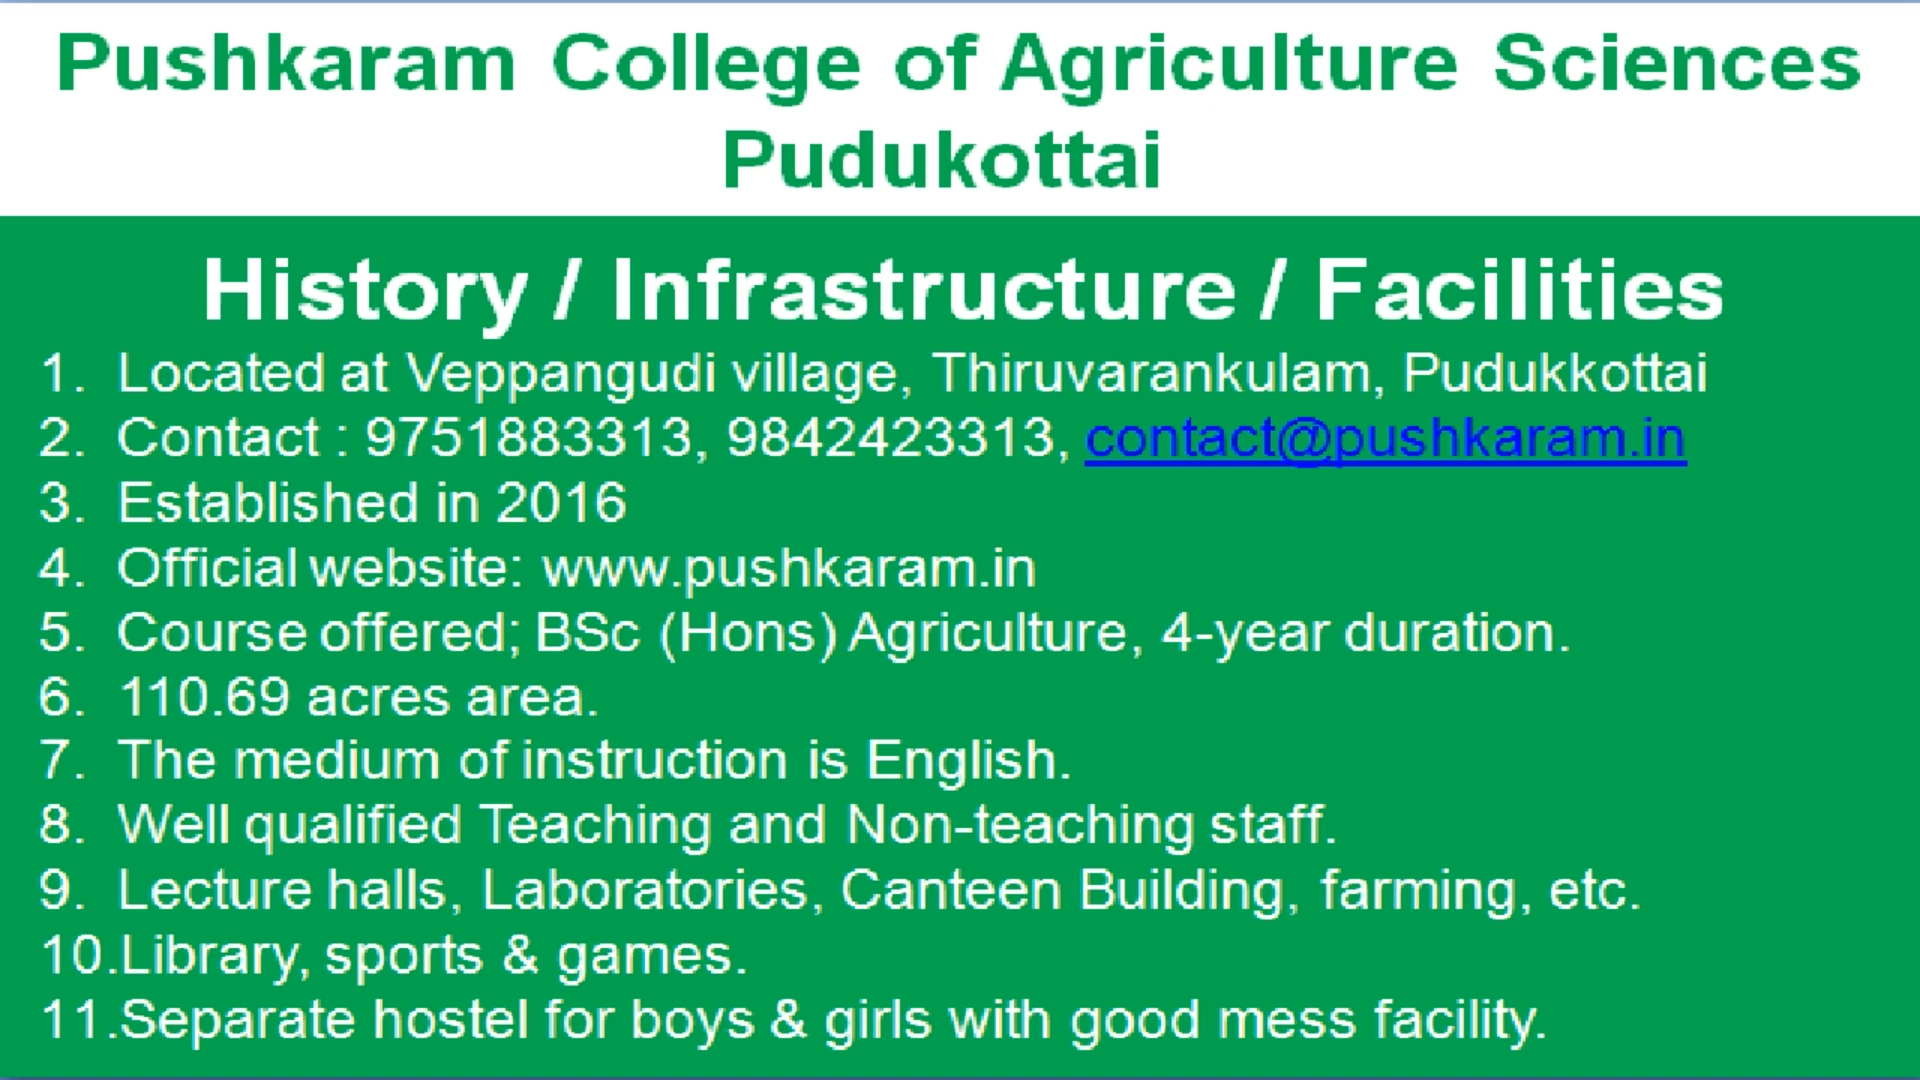 Pushkaram College of Agriculture Sciences
Pudukottai
History / Infrastructure / Facilities
1. Located at Veppangudi village, Thiruvarankulam, Pudukkottai
2. Contact : 9751883313, 9842423313, contact@pushkaram.in
3. Established in 2016
4. Official website: www.pushkaram.in
5. Course offered; BSc (Hons) Agriculture, 4-year duration.
6. 110.69 acres area.
7. The medium of instruction is English.
8. Well qualified Teaching and Non-teaching staff.
9. Lecture halls, Laboratories, Canteen Building, farming, etc.
10.Library, sports & games.
11.Separate hostel for boys & girls with good mess facility.